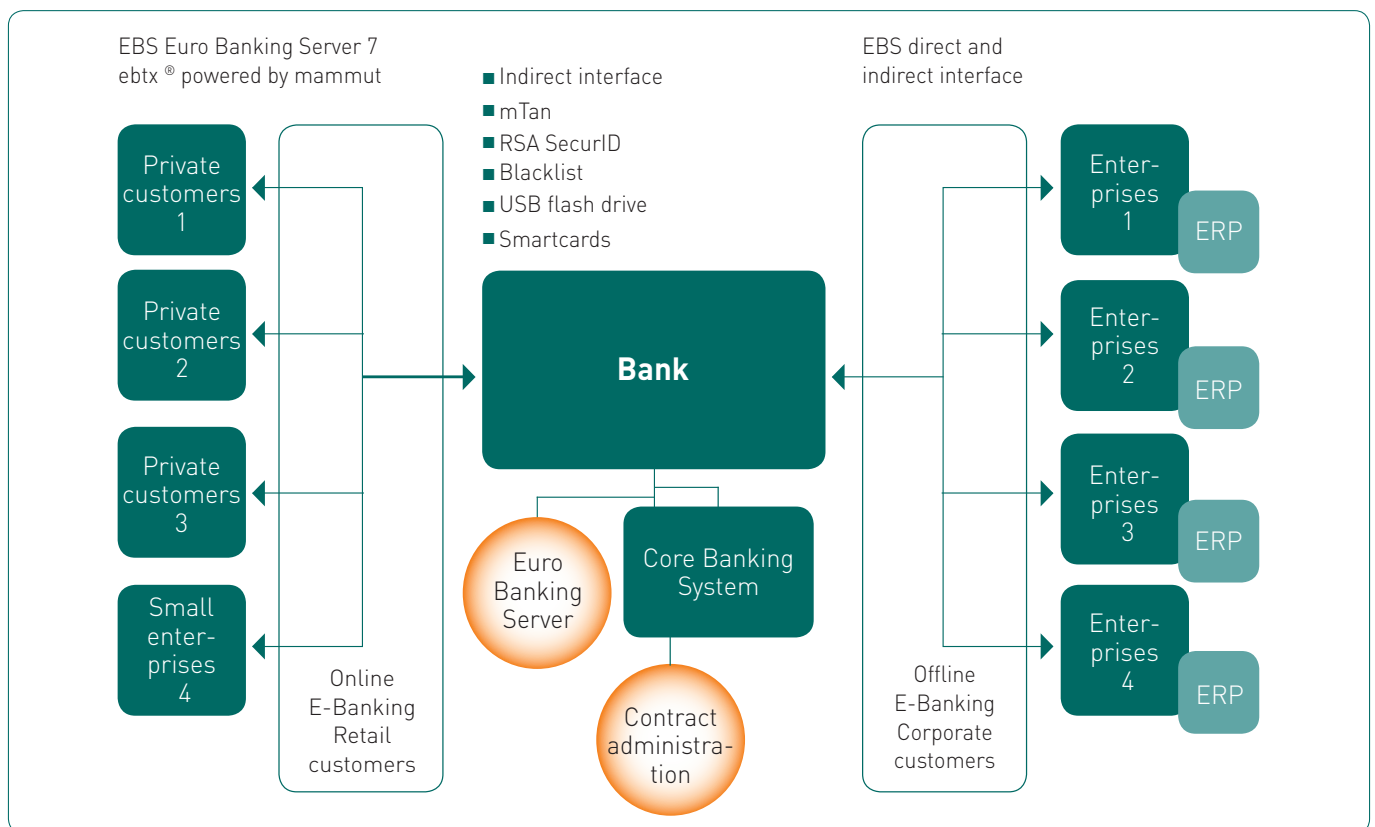 EBS Euro Banking Server 7
ebtx ® powered by mammut
Indirect interface
mTan
RSA SecurID
Blacklist
USB flash drive
Smartcards
EBS direct and
indirect interface
Private
customers
1
Private
customers
2
Private
customers
3
Small
enter-
prises
4
Online
E-Banking
Retail
customers
Bank
Euro
Banking
Server
Core Banking
System
Contract
administra-
tion
Offline
E-Banking
Corporate
customers
Enter-
prises
1
ERP
Enter-
prises
2
ERP
Enter-
prises
3
ERP
Enter-
prises
4
ERP